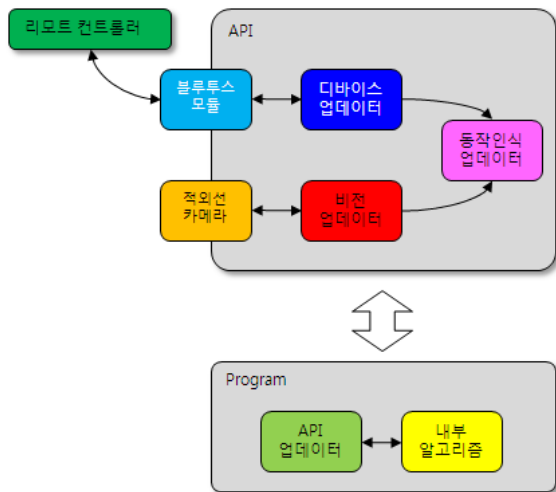 리모트 컨트롤러
API
블루투스
모듈
디바이스
업데이터
동작인식
업데이터
적외선
카메라
비전
업데이터
Program
API
업데이터
내부
알고리즘